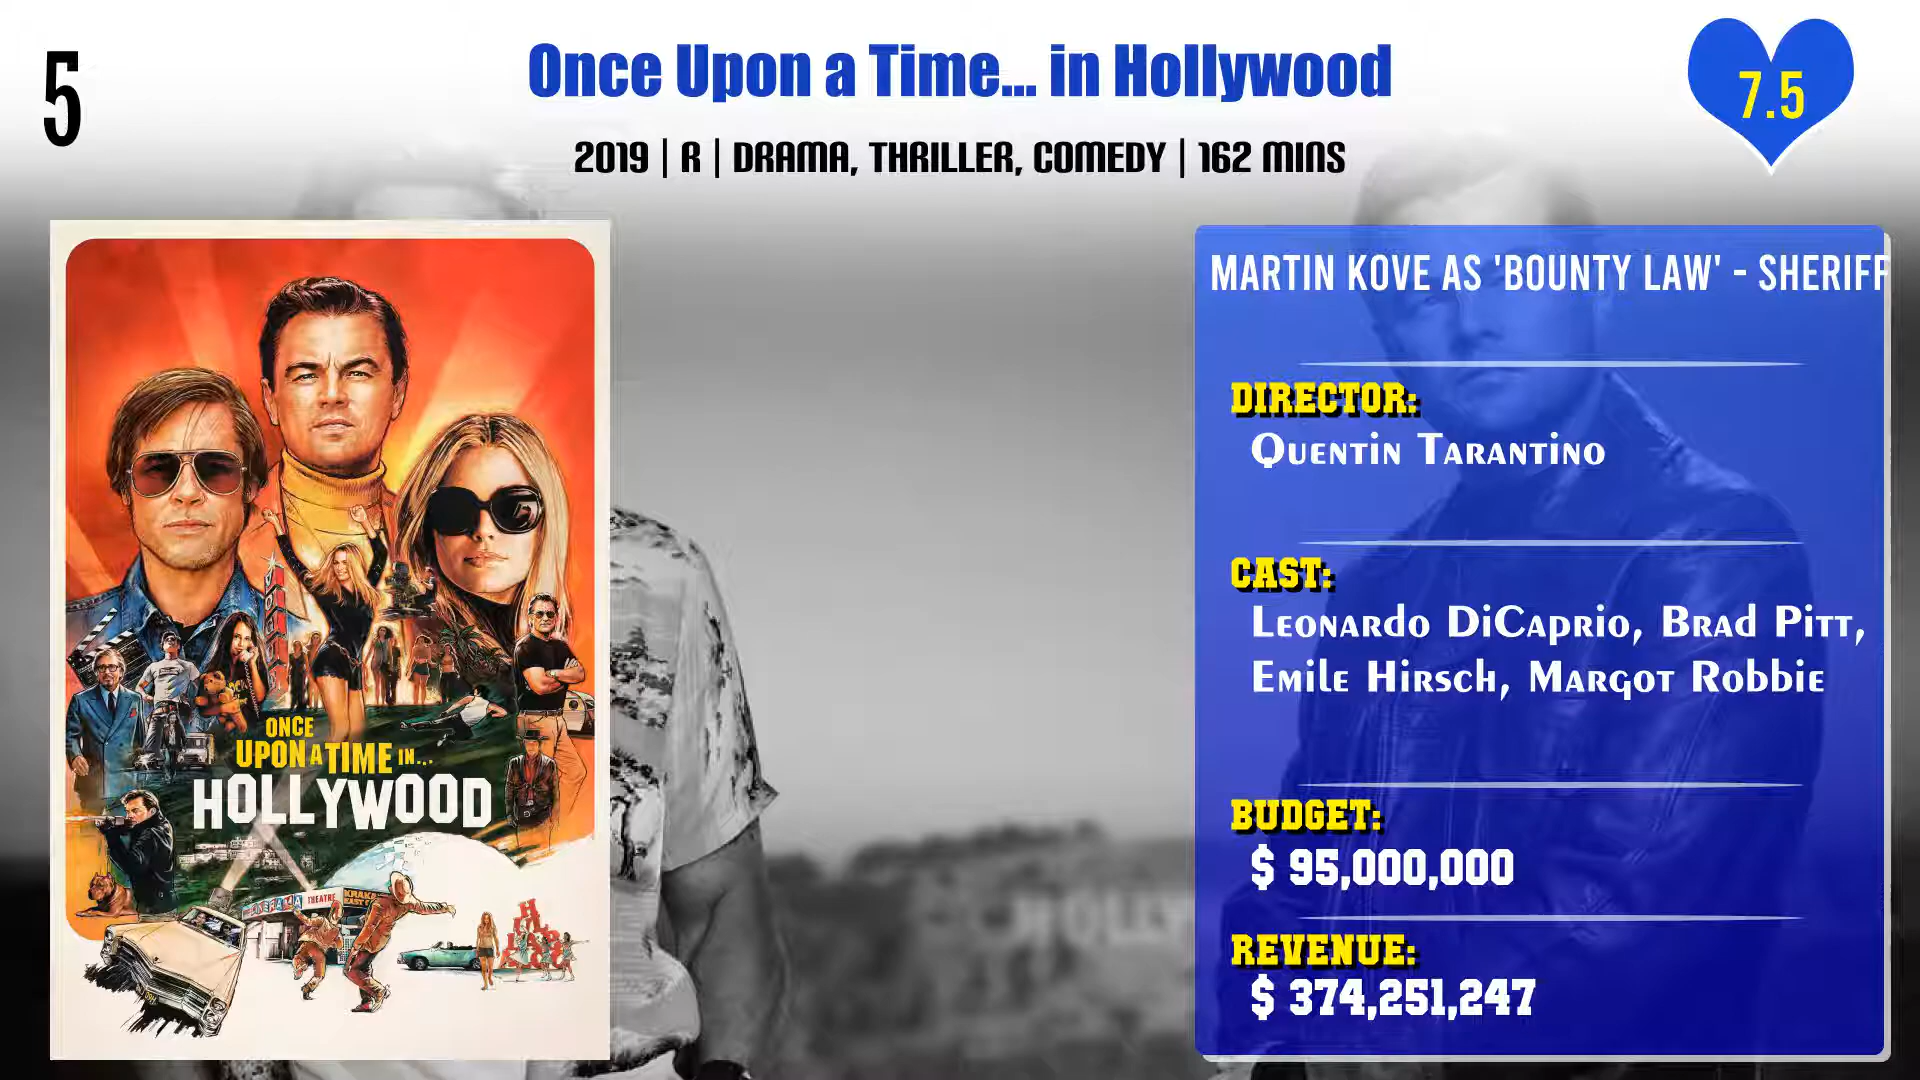 5
Once Upon a Time... in Hollywood
7.5
2019 | R | DRAMA, THRILLER, COMEDY | 162 MINS
MARTIN KOVE AS 'BOUNTY LAW' - SHERIFF
DIRECTOR:
Quentin Tarantino
CAST:
Leonardo DiCaprio, Brad Pitt,
Emile Hirsch, Margot Robbie
BUDGET:
$ 95,000,000
REVENUE:
$ 374,251,247
ONCE
UPON A TIME IN...
HOLLYWOOD
THEATRE